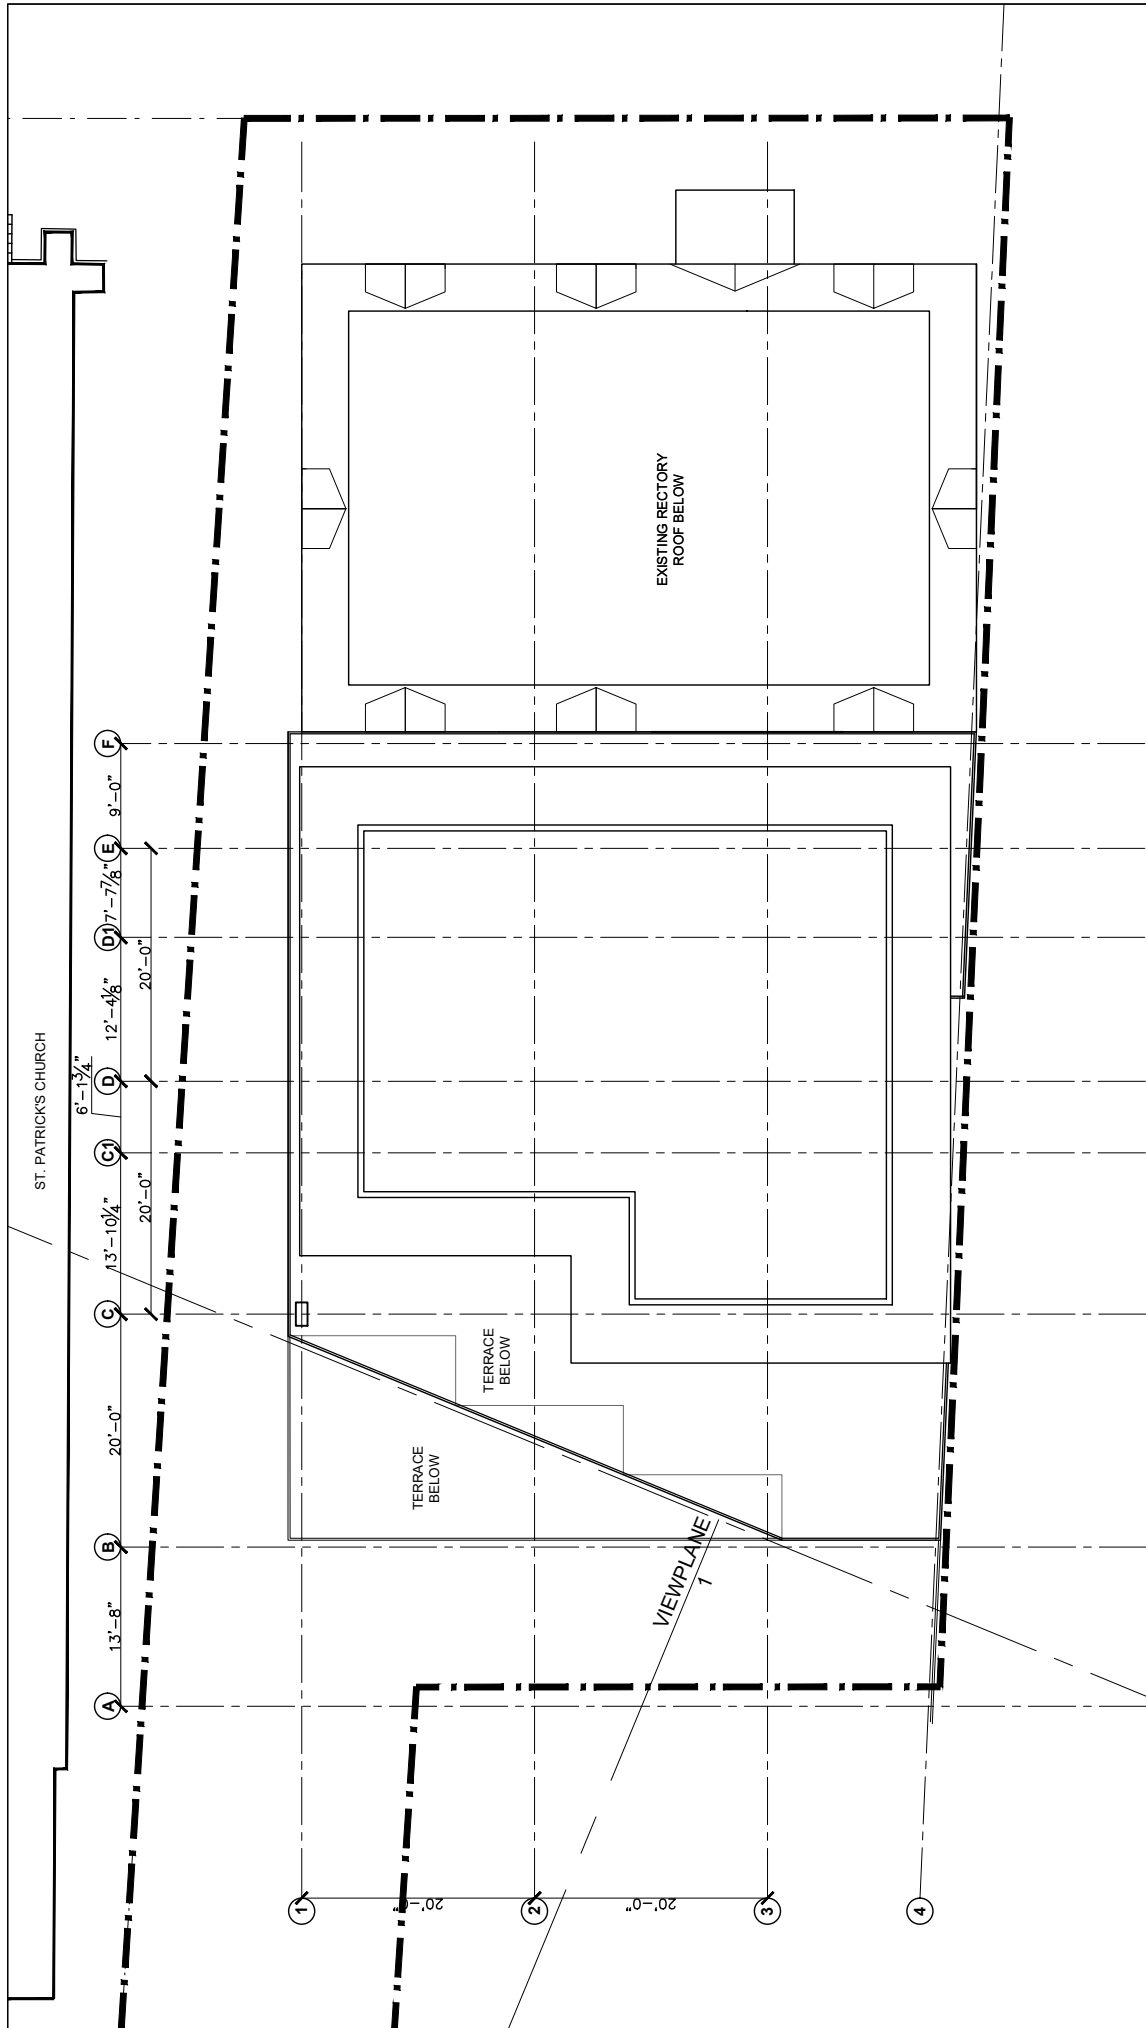 ST. PATRICK'S CHURCH
A
13'-8"
B
20'-0"
C
13'-10¼"
C1
6'-1¾"
D
12'-4⅛"
D1
7'-7⅞"
E
9'-0"
F
20'-0"
20'-0"
TERRACE
BELOW
TERRACE
BELOW
EXISTING RECTORY
ROOF BELOW
VIEWPLANE
1
1
20'-0"
2
20'-0"
3
4